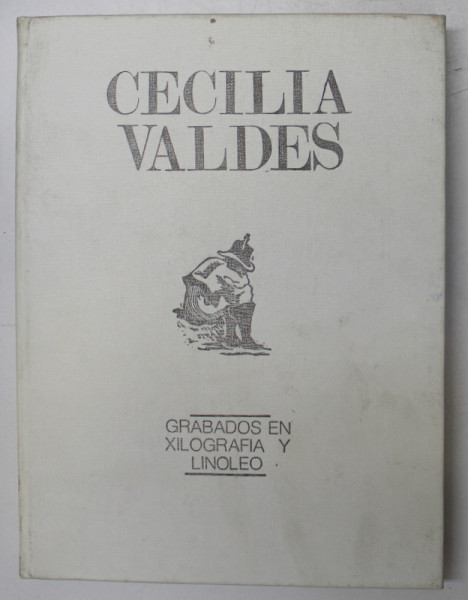 CECILIA
VALDES
GRABADOS EN
XILOGRAFIA Y
LINOLEO